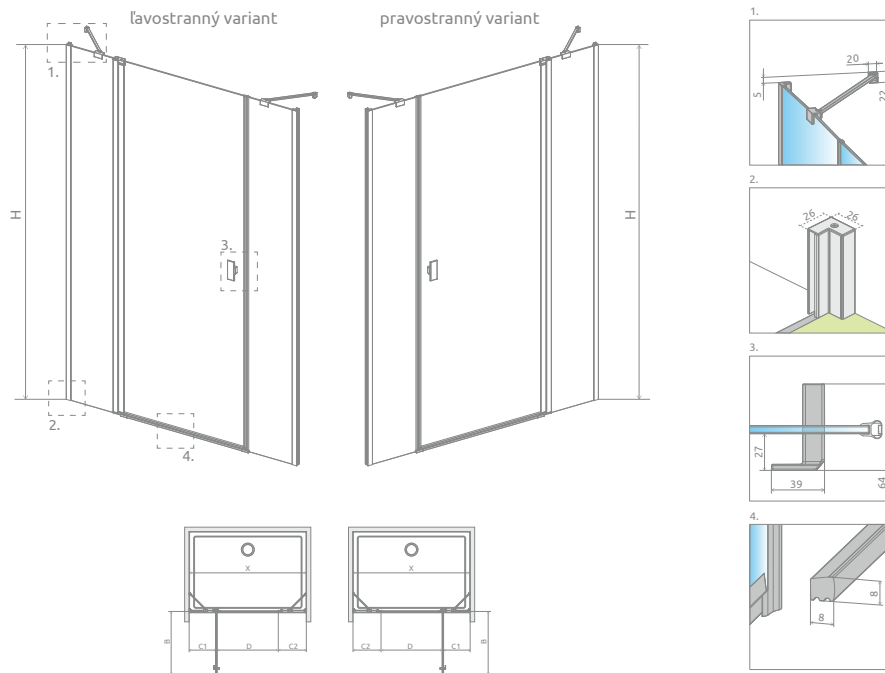 ľavostranný variant
pravostranný variant
1.
H
3.
2.
4.
H
X
B
C1
D
C2
X
C2
D
C1
B
1.
20
5
22
2.
26
26
3.
27
39
64
4.
8
8